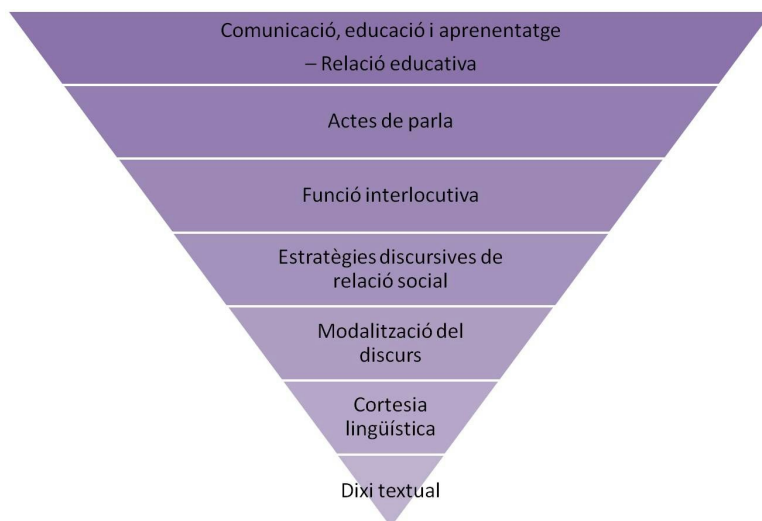 Comunicació, educació i aprenentatge
– Relació educativa
Actes de parla
Funció interlocutiva
Estratègies discursives de
relació social
Modalització del
discurs
Cortesia
lingüística
Dixi textual